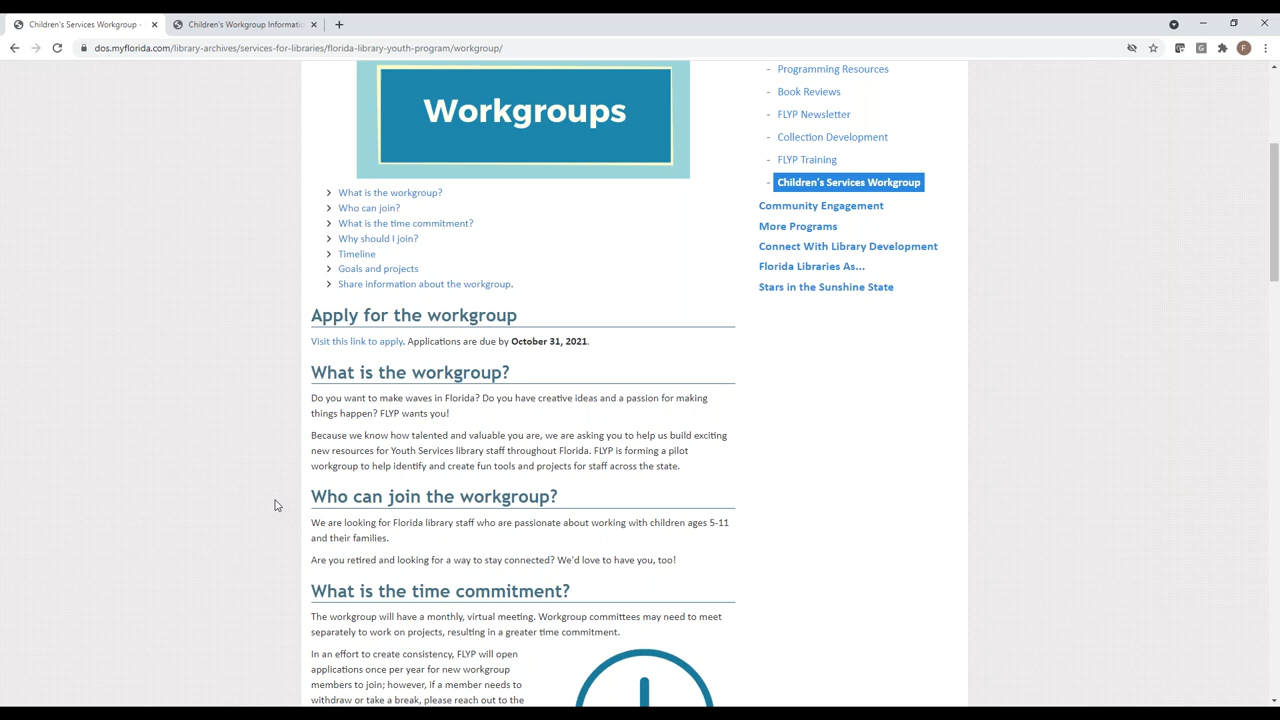 Children's Services Workgroup -
Children's Workgroup Informatio
dos.myflorida.com/library-archives/services-for-libraries/florida-library-youth-program/workgroup/
F
Workgroups
What is the workgroup?
Who can join?
What is the time commitment?
Why should I join?
Timeline
Goals and projects
Share information about the workgroup.
Apply for the workgroup
Visit this link to apply. Applications are due by October 31, 2021.
What is the workgroup?
Do you want to make waves in Florida? Do you have creative ideas and a passion for making
things happen? FLYP wants you!
Because we know how talented and valuable you are, we are asking you to help us build exciting
new resources for Youth Services library staff throughout Florida. FLYP is forming a pilot
workgroup to help identify and create fun tools and projects for staff across the state.
Who can join the workgroup?
We are looking for Florida library staff who are passionate about working with children ages 5-11
and their families.
Are you retired and looking for a way to stay connected? We'd love to have you, too!
What is the time commitment?
The workgroup will have a monthly, virtual meeting. Workgroup committees may need to meet
separately to work on projects, resulting in a greater time commitment.
In an effort to create consistency, FLYP will open
applications once per year for new workgroup
members to join; however, if a member needs to
withdraw or take a break, please reach out to the
- Programming Resources
- Book Reviews
- FLYP Newsletter
- Collection Development
- FLYP Training
- Children's Services Workgroup
Community Engagement
More Programs
Connect With Library Development
Florida Libraries As...
Stars in the Sunshine State